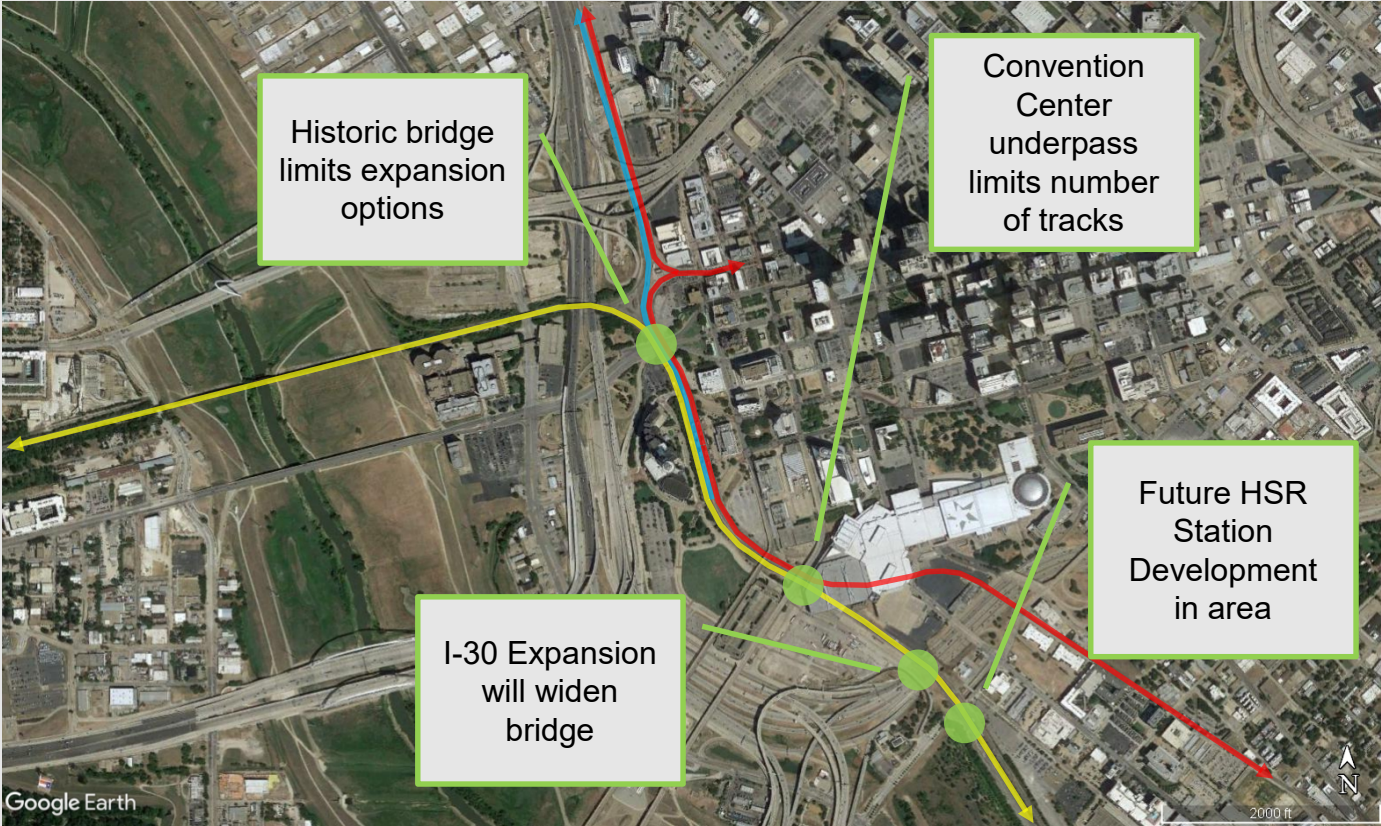 Historic bridge
limits expansion
options
Convention
Center
underpass
limits number
of tracks
I-30 Expansion
will widen
bridge
Future HSR
Station
Development
in area
Google Earth
N
2000 ft